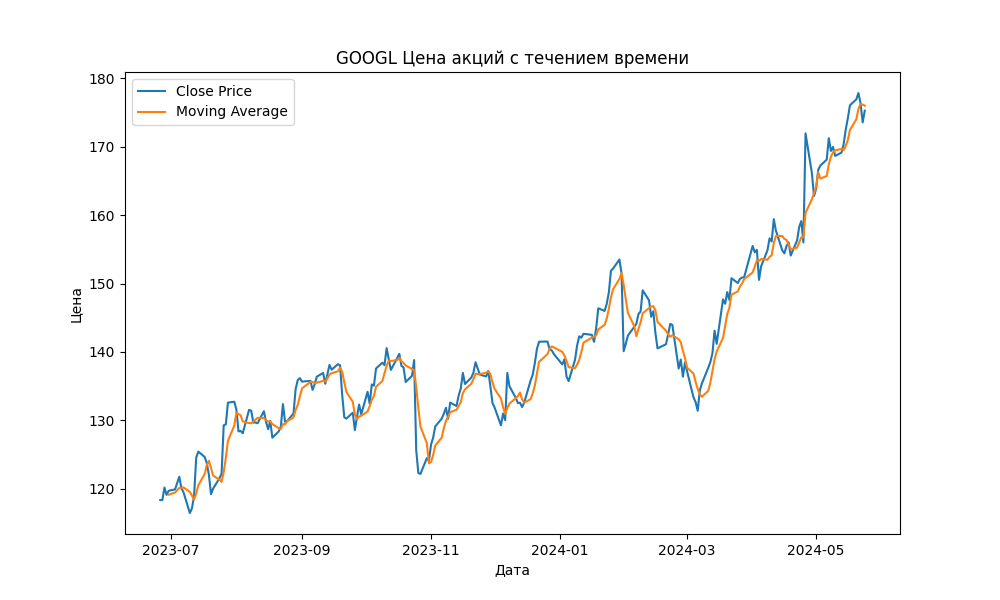 GOOGL Цена акций с течением времени
Close Price
Moving Average
180
170
160
150
140
130
120
Цена
2023-07
2023-09
2023-11
2024-01
2024-03
2024-05
Дата